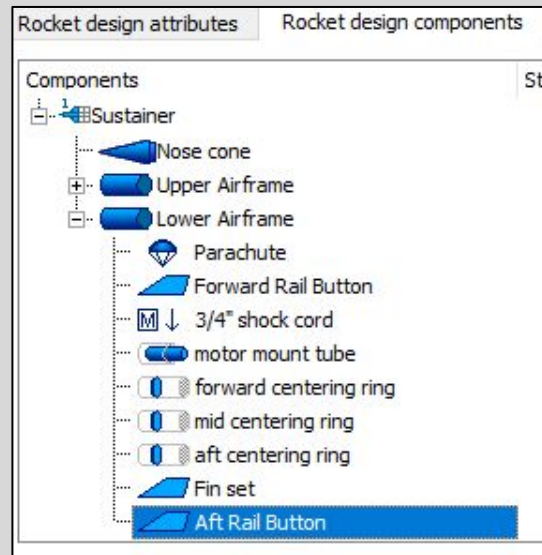 Rocket design attributes Rocket design components
Components St
1 Sustainer
Nose cone
Upper Airframe
Lower Airframe
Parachute
Forward Rail Button
M 3/4" shock cord
motor mount tube
forward centering ring
mid centering ring
aft centering ring
Fin set
Aft Rail Button